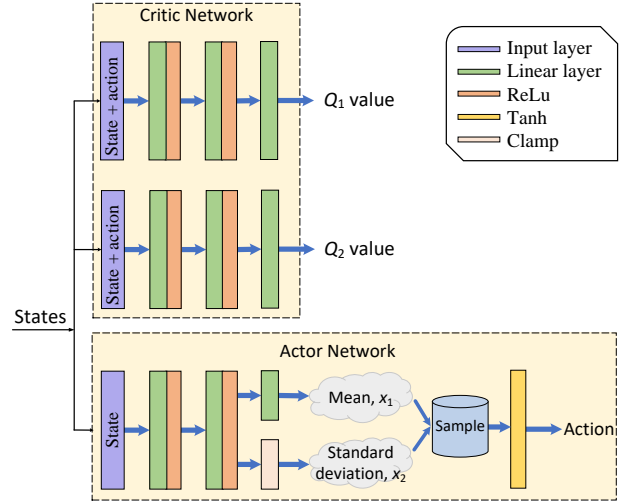 Critic Network
State + action
Q1 value
State + action
Q2 value
Input layer
Linear layer
ReLu
Tanh
Clamp
States
Actor Network
State
Mean, x1
Standard
deviation, x2
Sample
Action